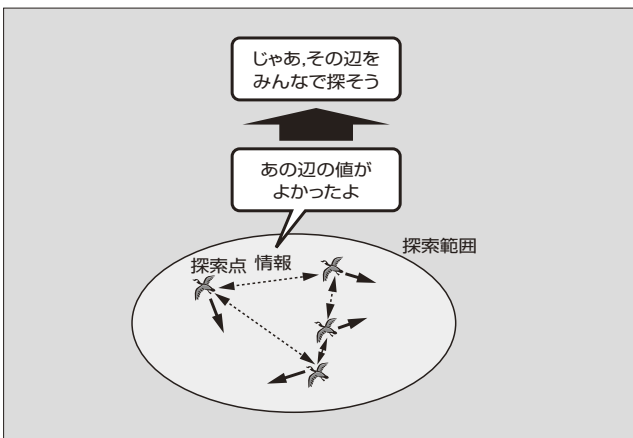 じゃあ,その辺を
みんなで探そう
あの辺の値が
よかったよ
探索範囲
探索点 情報